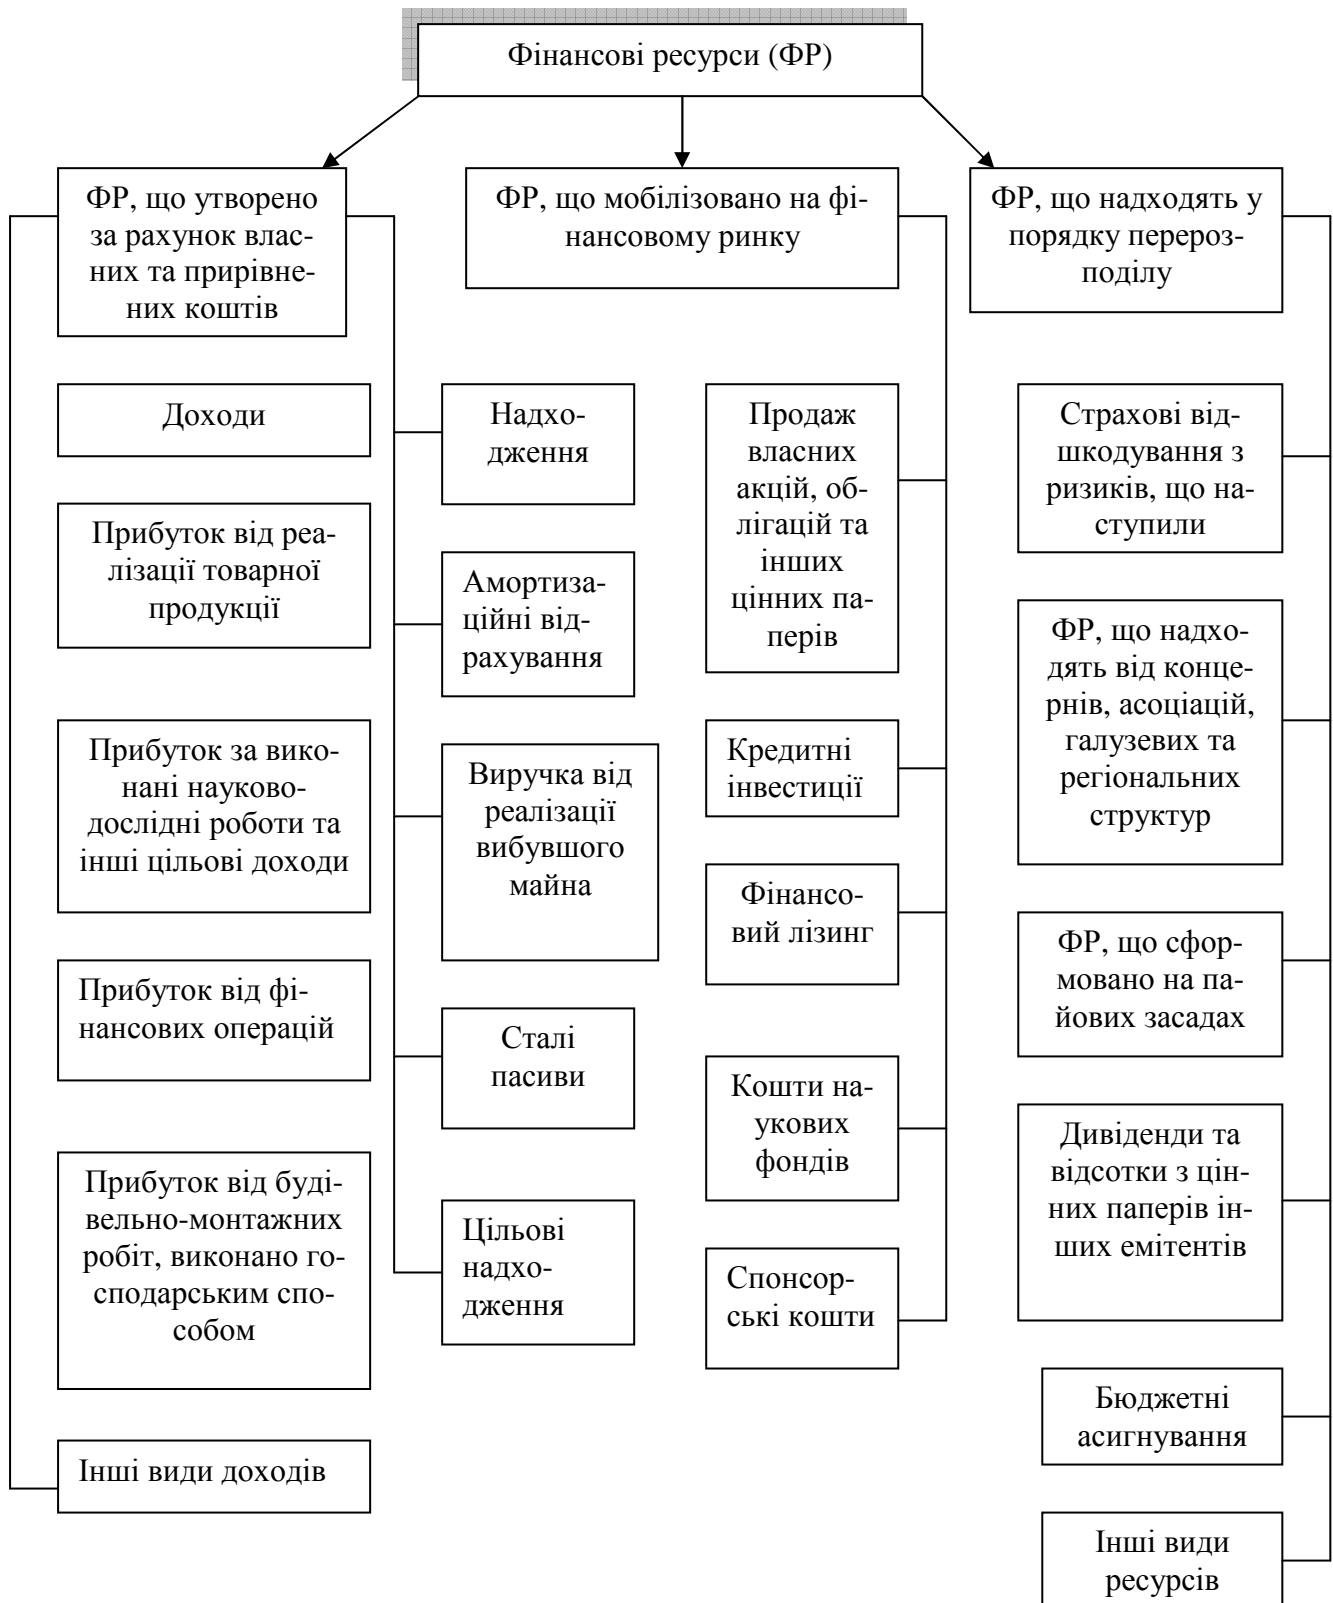 Фінансові ресурси (ФР)
ФР, що утворено
за рахунок влас-
них та прирівне-
них коштів
ФР, що мобілізовано на фі-
нансовому ринку
ФР, що надходять у
порядку перероз-
поділу
Доходи
Прибуток від реа-
лізації товарної
продукції
Прибуток за вико-
нані науково-
дослідні роботи та
інші цільові доходи
Прибуток від фі-
нансових операцій
Прибуток від буді-
вельно-монтажних
робіт, виконано го-
сподарським спо-
собом
Інші види доходів
Надхо-
дження
Амортиза-
ційні від-
рахування
Виручка від
реалізації
вибувшого
майна
Сталі
пасиви
Цільові
надхо-
дження
Продаж
власних
акцій, об-
лігацій та
інших
цінних па-
перів
Кредитні
інвестиції
Фінансо-
вий лізинг
Кошти на-
укових
фондів
Спонсор-
ські кошти
Страхові від-
шкодування з
ризиків, що на-
ступили
ФР, що надхо-
дять від конце-
рнів, асоціацій,
галузевих та
регіональних
структур
ФР, що сфор-
мовано на па-
йових засадах
Дивіденди та
відсотки з цін-
них паперів ін-
ших емітентів
Бюджетні
асигнування
Інші види
ресурсів